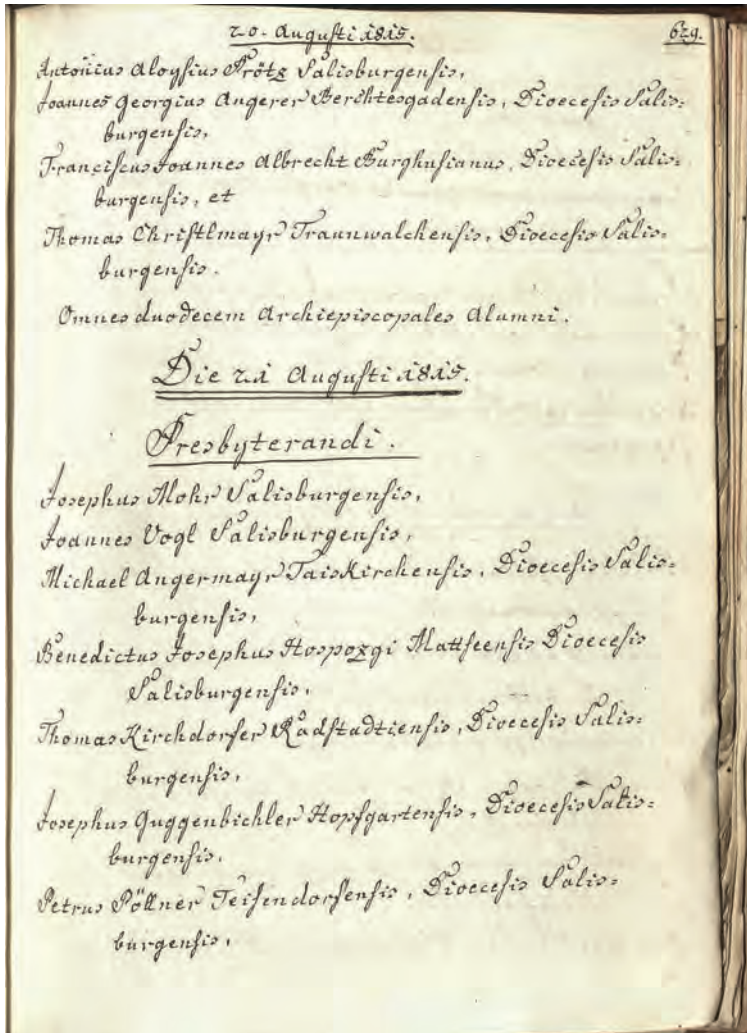 20. Augusti 1815.
629.
Antonius Aloysius Prötz Salisburgensis,
Joannes Georgius Angerer Berchtesgadensis, Dioecesis Salis=
burgensis,
Franciscus Joannes Albrecht Burghusianus, Dioecesis Salis=
burgensis, et
Thomas Christlmayr Traunwalchensis, Dioecesis Salis=
burgensis.
Omnes duodecem Archiepiscopales Alumni.
Die 21 Augusti 1815.
Presbyterandi.
Josephus Mohr Salisburgensis,
Joannes Vogl Salisburgensis,
Michael Angermayr Taiskirchensis, Dioecesis Salis=
burgensis,
Benedictus Josephus Hospozgi Mattseensis Dioecesis
Salisburgensis,
Thomas Kirchdorfer Radstadtiensis, Dioecesis Salis=
burgensis,
Josephus Guggenbichler Hopfgartensis, Dioecesis Salis=
burgensis,
Petrus Pöllner Teisendorfensis, Dioecesis Salis=
burgensis,